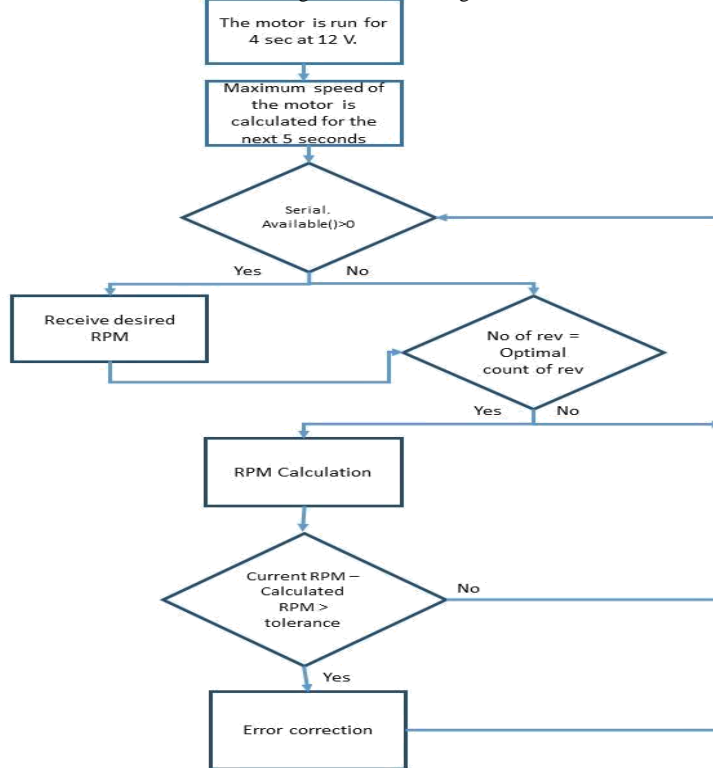 The motor is run for
4 sec at 12 V.
Maximum speed of
the motor is
calculated for the
next 5 seconds
Serial.
Available()>0
Yes
No
Receive desired
RPM
No of rev =
Optimal
count of rev
Yes
No
RPM Calculation
Current RPM –
Calculated
RPM >
tolerance
No
Yes
Error correction